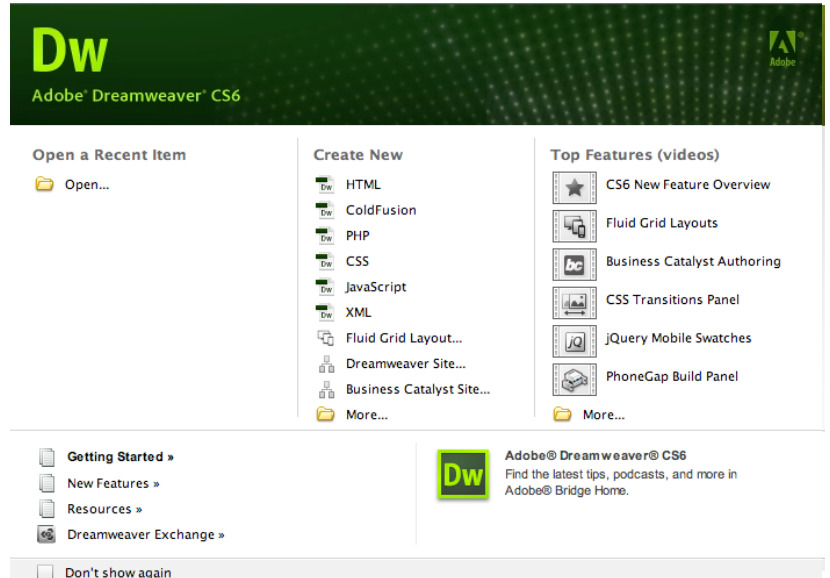 Dw
Adobe® Dreamweaver® CS6
Adobe
Open a Recent Item
Open...
Create New
HTML
ColdFusion
PHP
CSS
JavaScript
XML
Fluid Grid Layout...
Dreamweaver Site...
Business Catalyst Site...
More...
Top Features (videos)
CS6 New Feature Overview
Fluid Grid Layouts
bc
Business Catalyst Authoring
CSS Transitions Panel
jQ
jQuery Mobile Swatches
PhoneGap Build Panel
More...
Getting Started »
New Features »
Resources »
Dreamweaver Exchange »
Dw
Adobe® Dreamweaver® CS6
Find the latest tips, podcasts, and more in
Adobe® Bridge Home.
Don't show again